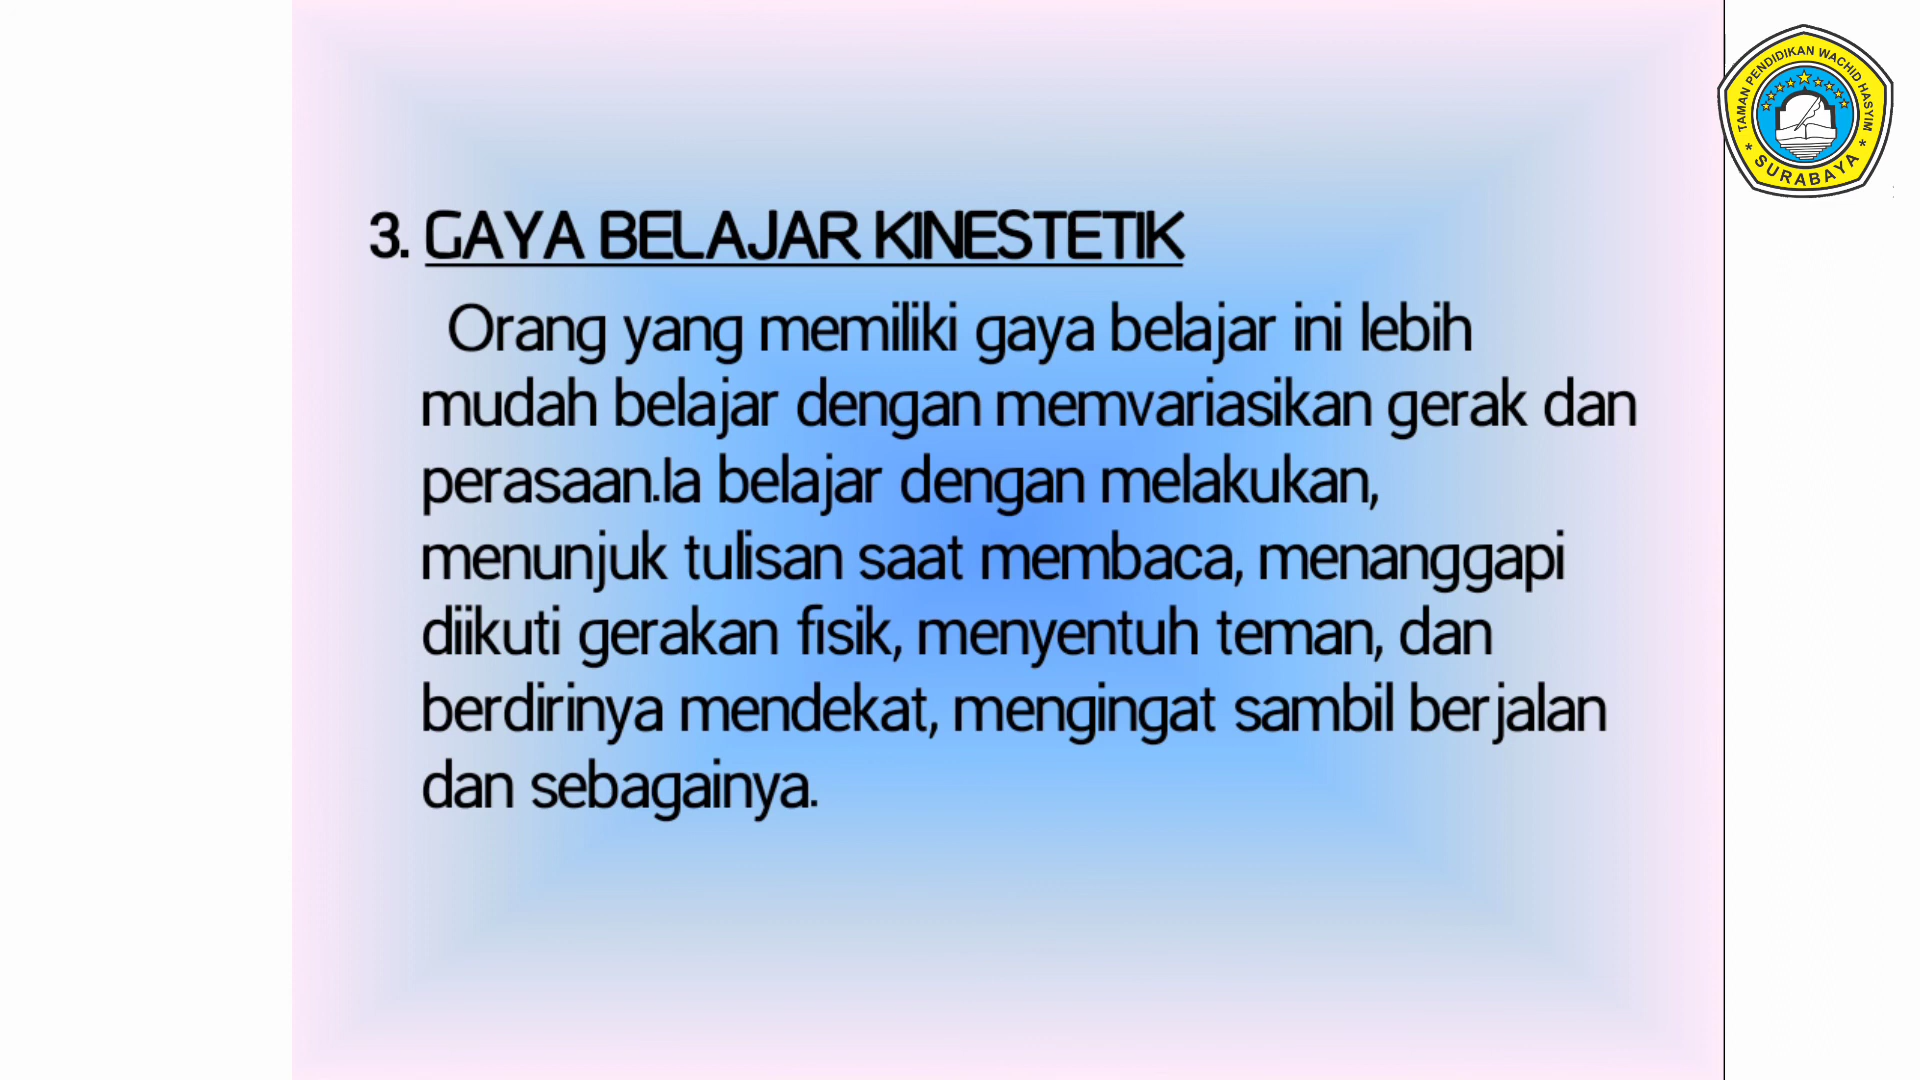 3. GAYA BELAJAR KINESTETIK
Orang yang memiliki gaya belajar ini lebih
mudah belajar dengan memvariasikan gerak dan
perasaan.Ia belajar dengan melakukan,
menunjuk tulisan saat membaca, menanggapi
diikuti gerakan fisik, menyentuh teman, dan
berdirinya mendekat, mengingat sambil berjalan
dan sebagainya.
TAMAN PENDIDIKAN WACHID HASYIM
* SURABAYA *